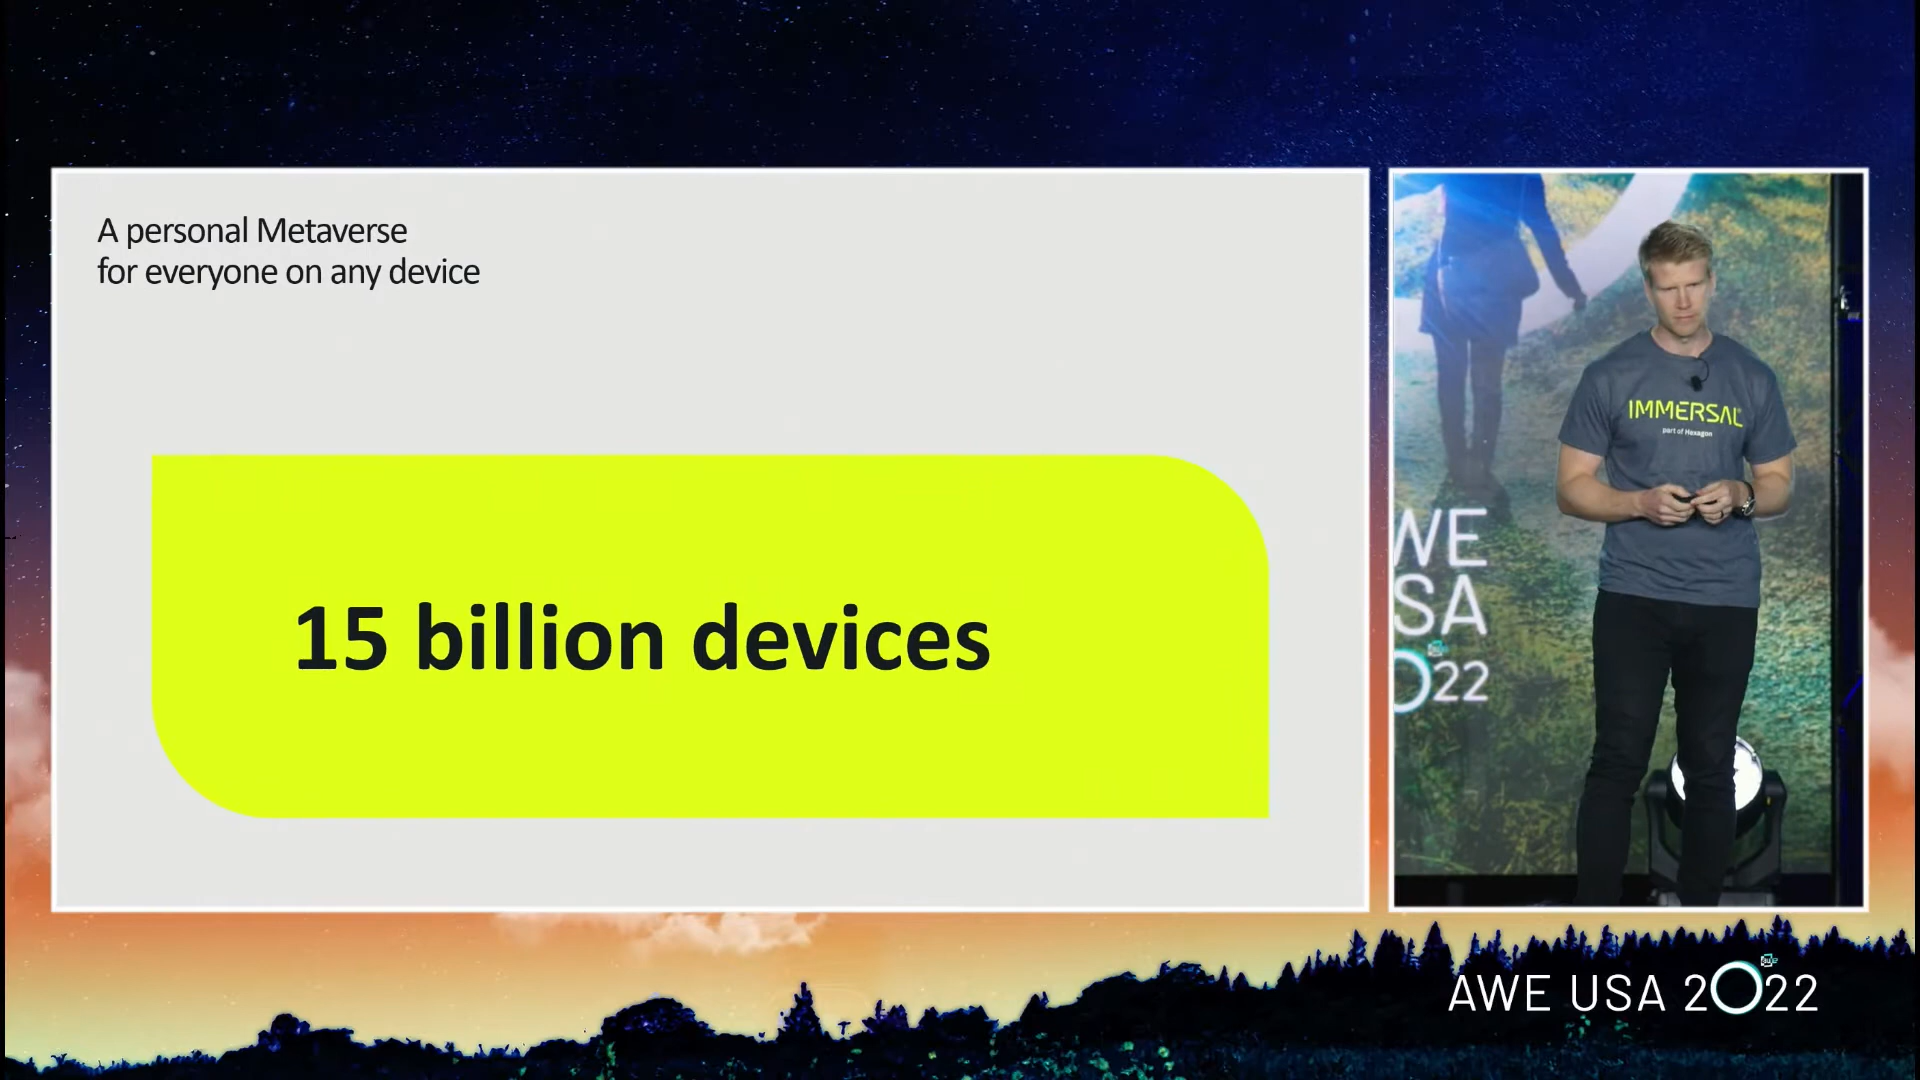 A personal Metaverse
for everyone on any device
15 billion devices
IMMERSAL
part of Hexagon
WE
SA
022
AWE USA 2022